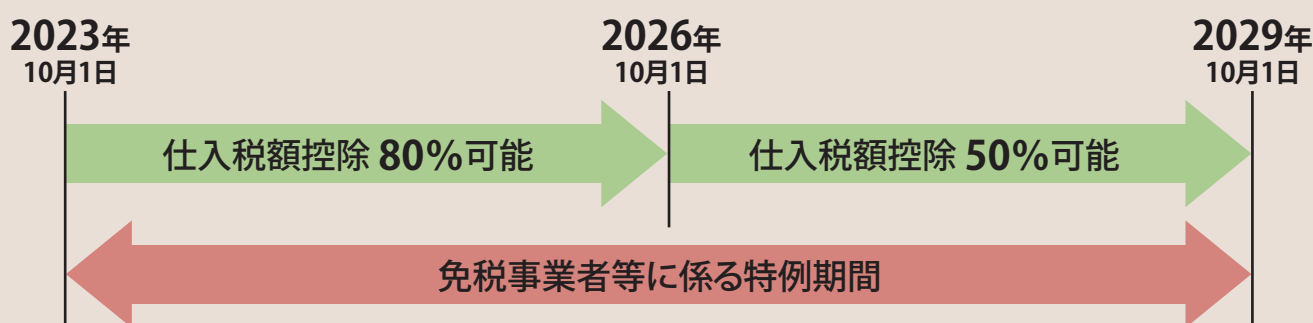 2023年
10月1日
2026年
10月1日
2029年
10月1日
仕入税額控除 80%可能
仕入税額控除 50%可能
免税事業者等に係る特例期間